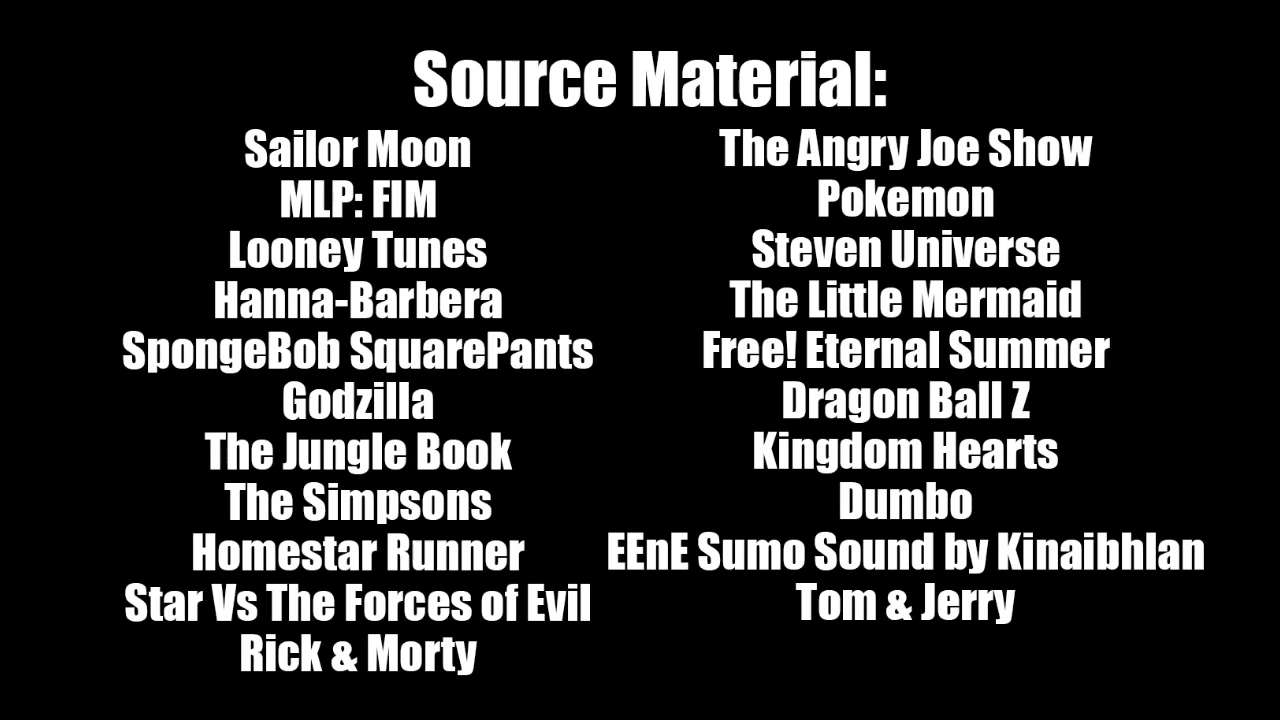 Source Material:
Sailor Moon
MLP: FIM
Looney Tunes
Hanna-Barbera
SpongeBob SquarePants
Godzilla
The Jungle Book
The Simpsons
Homestar Runner
Star Vs The Forces of Evil
Rick & Morty
The Angry Joe Show
Pokemon
Steven Universe
The Little Mermaid
Free! Eternal Summer
Dragon Ball Z
Kingdom Hearts
Dumbo
EEnE Sumo Sound by Kinaibhlan
Tom & Jerry